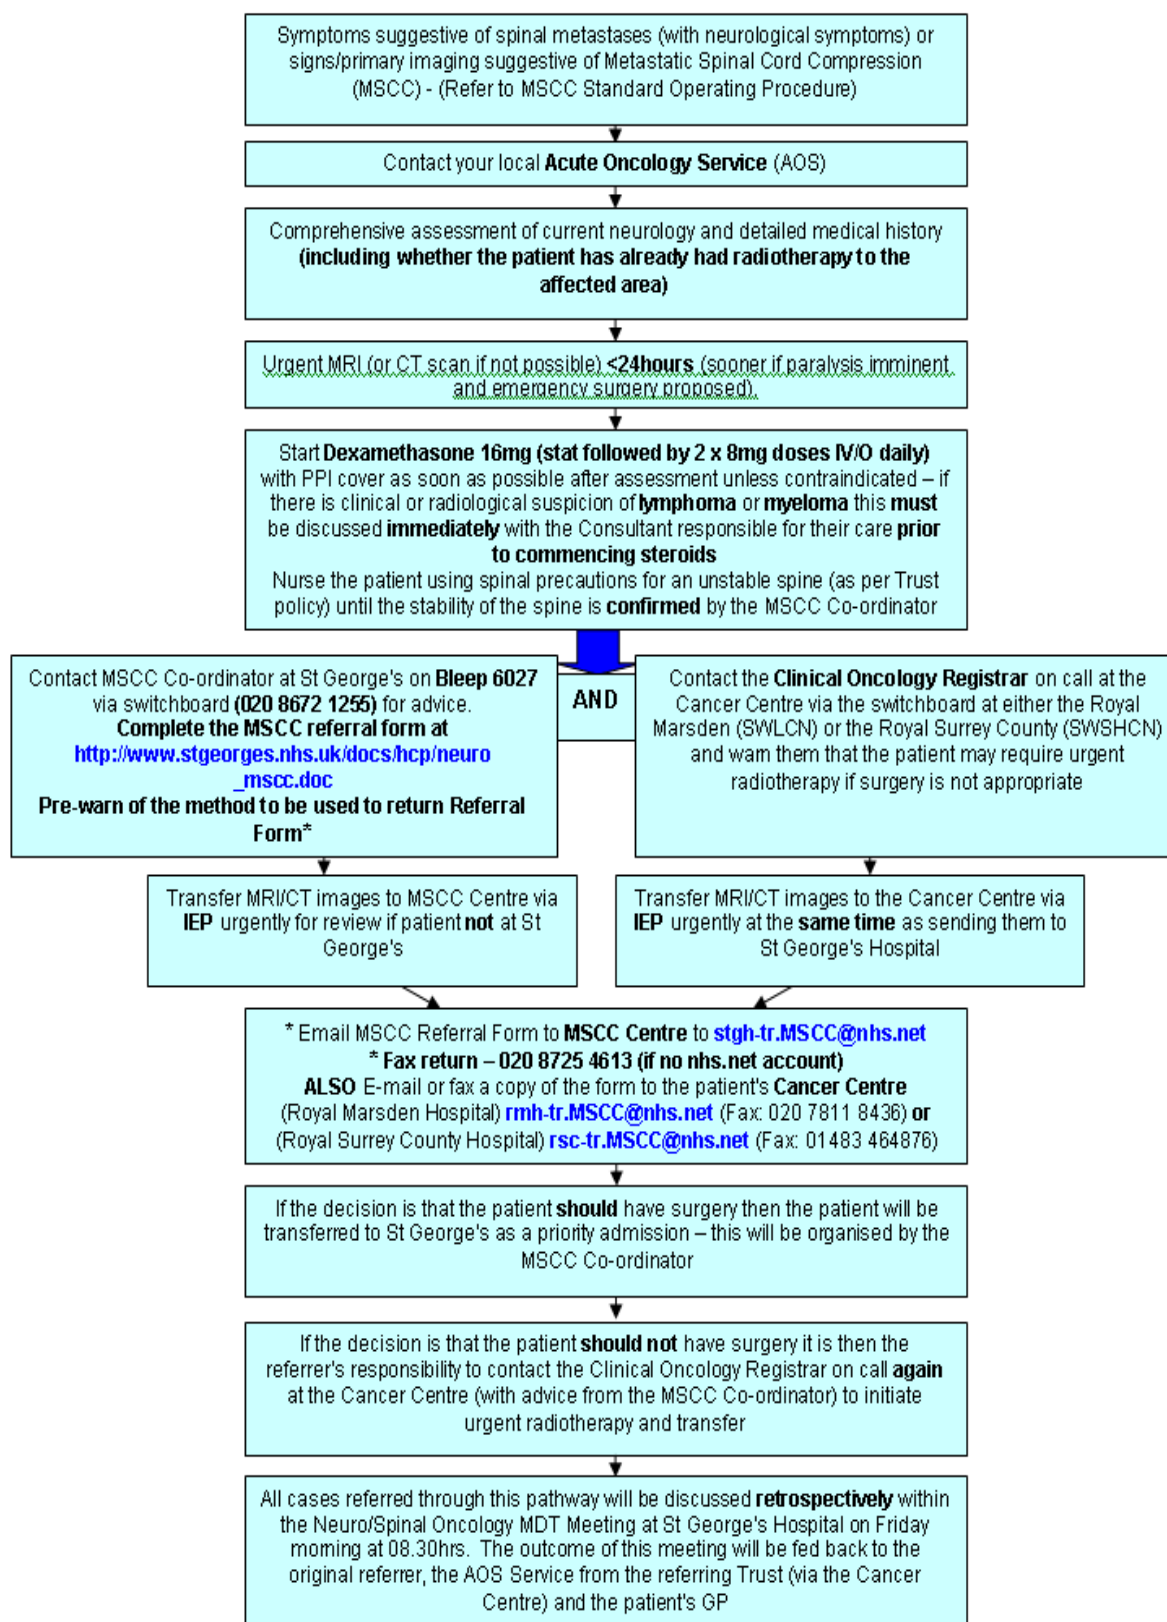 Symptoms suggestive of spinal metastases (with neurological symptoms) or
signs/primary imaging suggestive of Metastatic Spinal Cord Compression
(MSCC) - (Refer to MSCC Standard Operating Procedure)
Contact your local Acute Oncology Service (AOS)
Comprehensive assessment of current neurology and detailed medical history
(including whether the patient has already had radiotherapy to the
affected area)
Urgent MRI (or CT scan if not possible) <24hours (sooner if paralysis imminent
and emergency surgery proposed).
Start Dexamethasone 16mg (stat followed by 2 x 8mg doses IV/O daily)
with PPI cover as soon as possible after assessment unless contraindicated – if
there is clinical or radiological suspicion of lymphoma or myeloma this must
be discussed immediately with the Consultant responsible for their care prior
to commencing steroids
Nurse the patient using spinal precautions for an unstable spine (as per Trust
policy) until the stability of the spine is confirmed by the MSCC Co-ordinator
Contact MSCC Co-ordinator at St George's on Bleep 6027
via switchboard (020 8672 1255) for advice.
Complete the MSCC referral form at
http://www.stgeorges.nhs.uk/docs/hcp/neuro
_mscc.doc
Pre-warn of the method to be used to return Referral
Form*
AND
Contact the Clinical Oncology Registrar on call at the
Cancer Centre via the switchboard at either the Royal
Marsden (SWLCN) or the Royal Surrey County (SWSHCN)
and warn them that the patient may require urgent
radiotherapy if surgery is not appropriate
Transfer MRI/CT images to MSCC Centre via
IEP urgently for review if patient not at St
George's
Transfer MRI/CT images to the Cancer Centre via
IEP urgently at the same time as sending them to
St George's Hospital
* Email MSCC Referral Form to MSCC Centre to stgh-tr.MSCC@nhs.net
* Fax return – 020 8725 4613 (if no nhs.net account)
ALSO E-mail or fax a copy of the form to the patient's Cancer Centre
(Royal Marsden Hospital) rmh-tr.MSCC@nhs.net (Fax: 020 7811 8436) or
(Royal Surrey County Hospital) rsc-tr.MSCC@nhs.net (Fax: 01483 464876)
If the decision is that the patient should have surgery then the patient will be
transferred to St George's as a priority admission – this will be organised by the
MSCC Co-ordinator
If the decision is that the patient should not have surgery it is then the
referrer's responsibility to contact the Clinical Oncology Registrar on call again
at the Cancer Centre (with advice from the MSCC Co-ordinator) to initiate
urgent radiotherapy and transfer
All cases referred through this pathway will be discussed retrospectively within
the Neuro/Spinal Oncology MDT Meeting at St George's Hospital on Friday
morning at 08.30hrs. The outcome of this meeting will be fed back to the
original referrer, the AOS Service from the referring Trust (via the Cancer
Centre) and the patient's GP